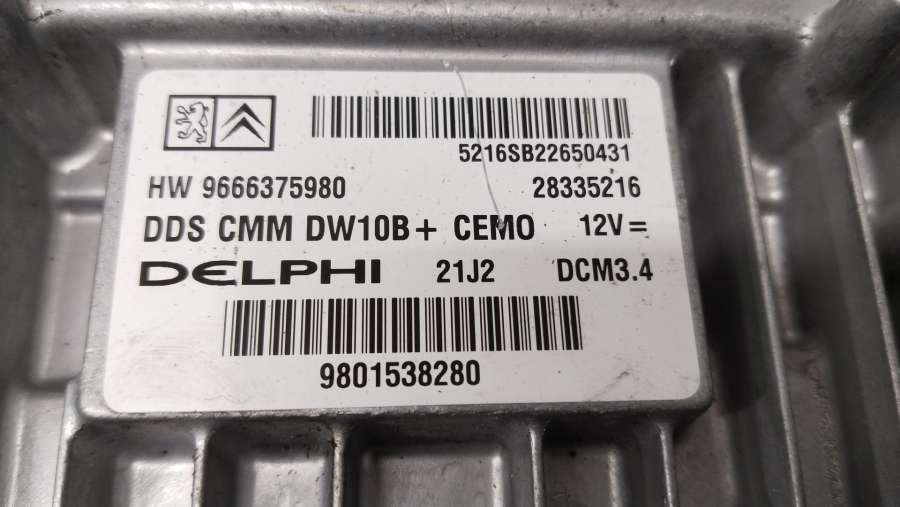 5216SB22650431
HW 9666375980 28335216
DDS CMM DW10B+ CEMO 12V=
DELPHI 21J2 DCM3.4
9801538280